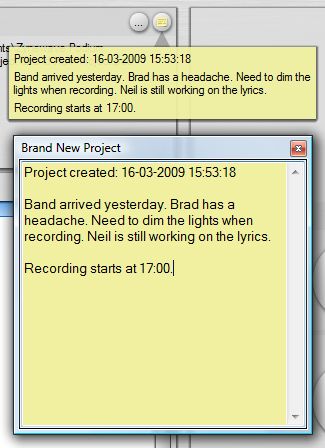 ...
Zynewave Podium
Project created: 16-03-2009 15:53:18
Band arrived yesterday. Brad has a headache. Need to dim the
lights when recording. Neil is still working on the lyrics.
Recording starts at 17:00.
Brand New Project
Project created: 16-03-2009 15:53:18
Band arrived yesterday. Brad has a
headache. Need to dim the lights when
recording. Neil is still working on the lyrics.
Recording starts at 17:00.